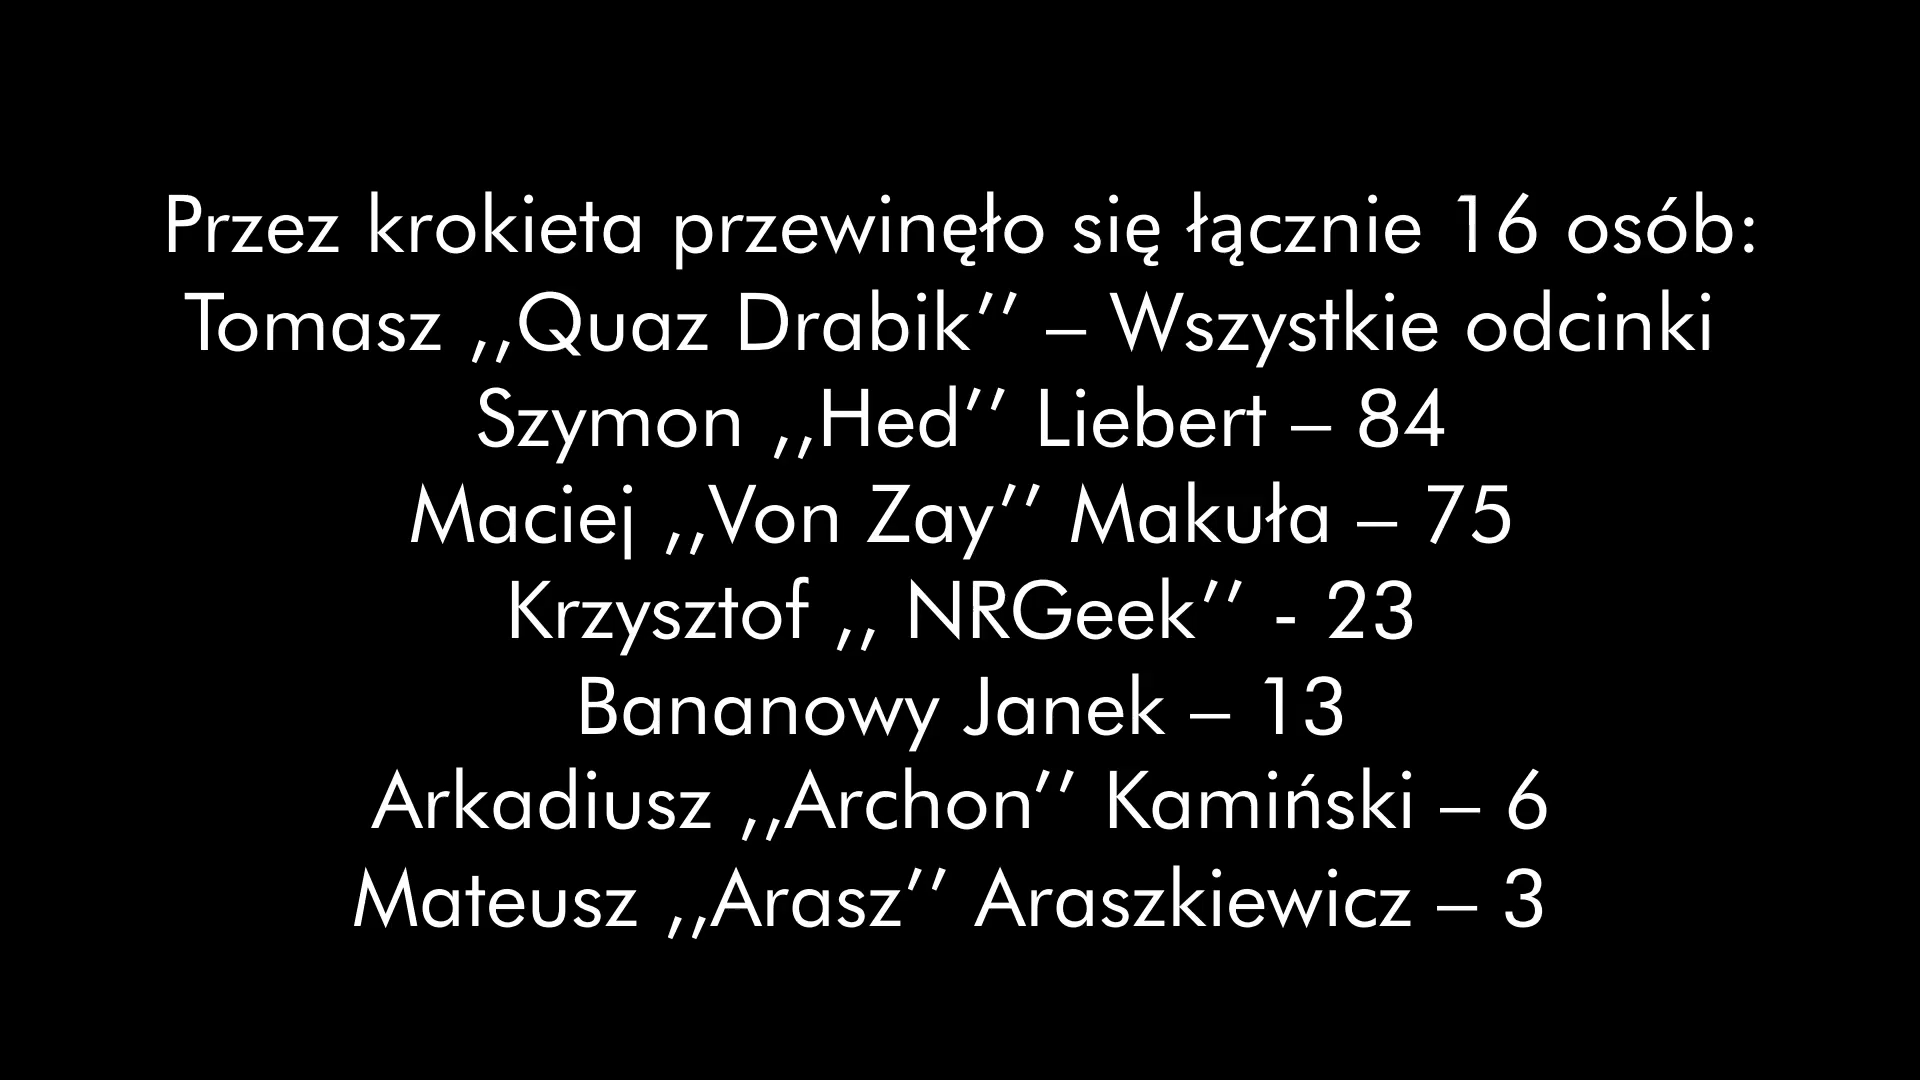 Przez krokieta przewinęło się łącznie 16 osób:
Tomasz ,,Quaz Drabik’’ – Wszystkie odcinki
Szymon ,,Hed’’ Liebert – 84
Maciej ,,Von Zay’’ Makuła – 75
Krzysztof ,, NRGeek’’ - 23
Bananowy Janek – 13
Arkadiusz ,,Archon’’ Kamiński – 6
Mateusz ,,Arasz’’ Araszkiewicz – 3